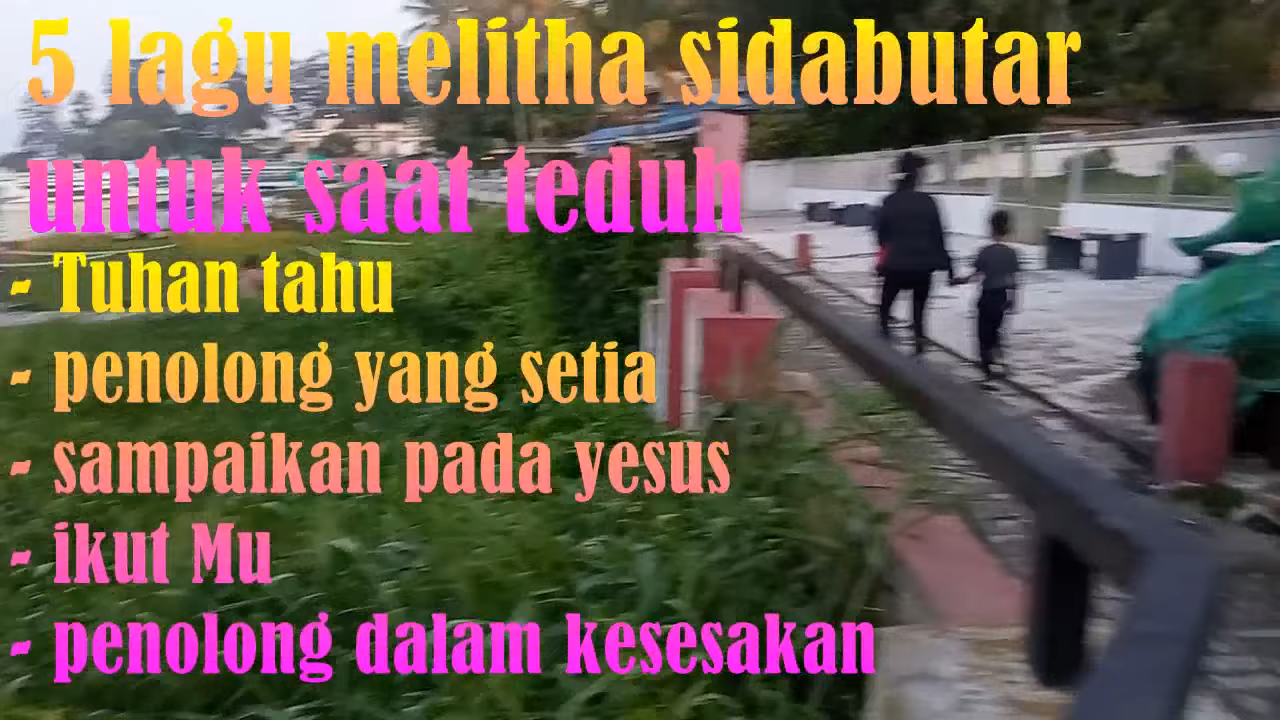 5 lagu melitha sidabutar
untuk saat teduh
- Tuhan tahu
- penolong yang setia
- sampaikan pada yesus
- ikut Mu
- penolong dalam kesesakan